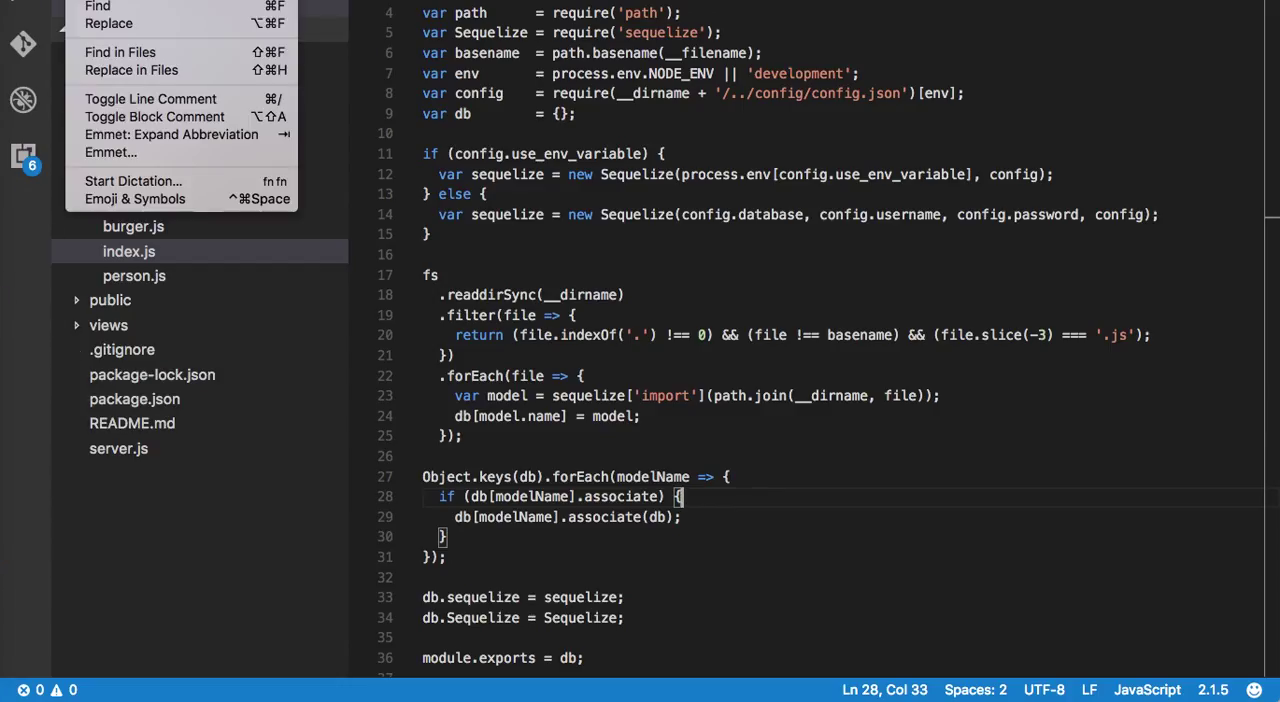 Find ⌘F
Replace ⌥⌘F
Find in Files ⇧⌘F
Replace in Files ⇧⌘H
Toggle Line Comment ⌘/
Toggle Block Comment ⌥⇧A
Emmet: Expand Abbreviation ⇥
Emmet...
Start Dictation... fn fn
Emoji & Symbols ^⌘Space
6
burger.js
index.js
person.js
public
views
.gitignore
package-lock.json
package.json
README.md
server.js
4 var path      = require('path');
5 var Sequelize = require('sequelize');
6 var basename  = path.basename(__filename);
7 var env       = process.env.NODE_ENV || 'development';
8 var config    = require(__dirname + '/../config/config.json')[env];
9 var db        = {};
10
11 if (config.use_env_variable) {
12   var sequelize = new Sequelize(process.env[config.use_env_variable], config);
13 } else {
14   var sequelize = new Sequelize(config.database, config.username, config.password, config);
15 }
16
17 fs
18   .readdirSync(__dirname)
19   .filter(file => {
20     return (file.indexOf('.') !== 0) && (file !== basename) && (file.slice(-3) === '.js');
21   })
22   .forEach(file => {
23     var model = sequelize['import'](path.join(__dirname, file));
24     db[model.name] = model;
25   });
26
27 Object.keys(db).forEach(modelName => {
28   if (db[modelName].associate) {
29     db[modelName].associate(db);
30   }
31 });
32
33 db.sequelize = sequelize;
34 db.Sequelize = Sequelize;
35
36 module.exports = db;
0 0 Ln 28, Col 33 Spaces: 2 UTF-8 LF JavaScript 2.1.5